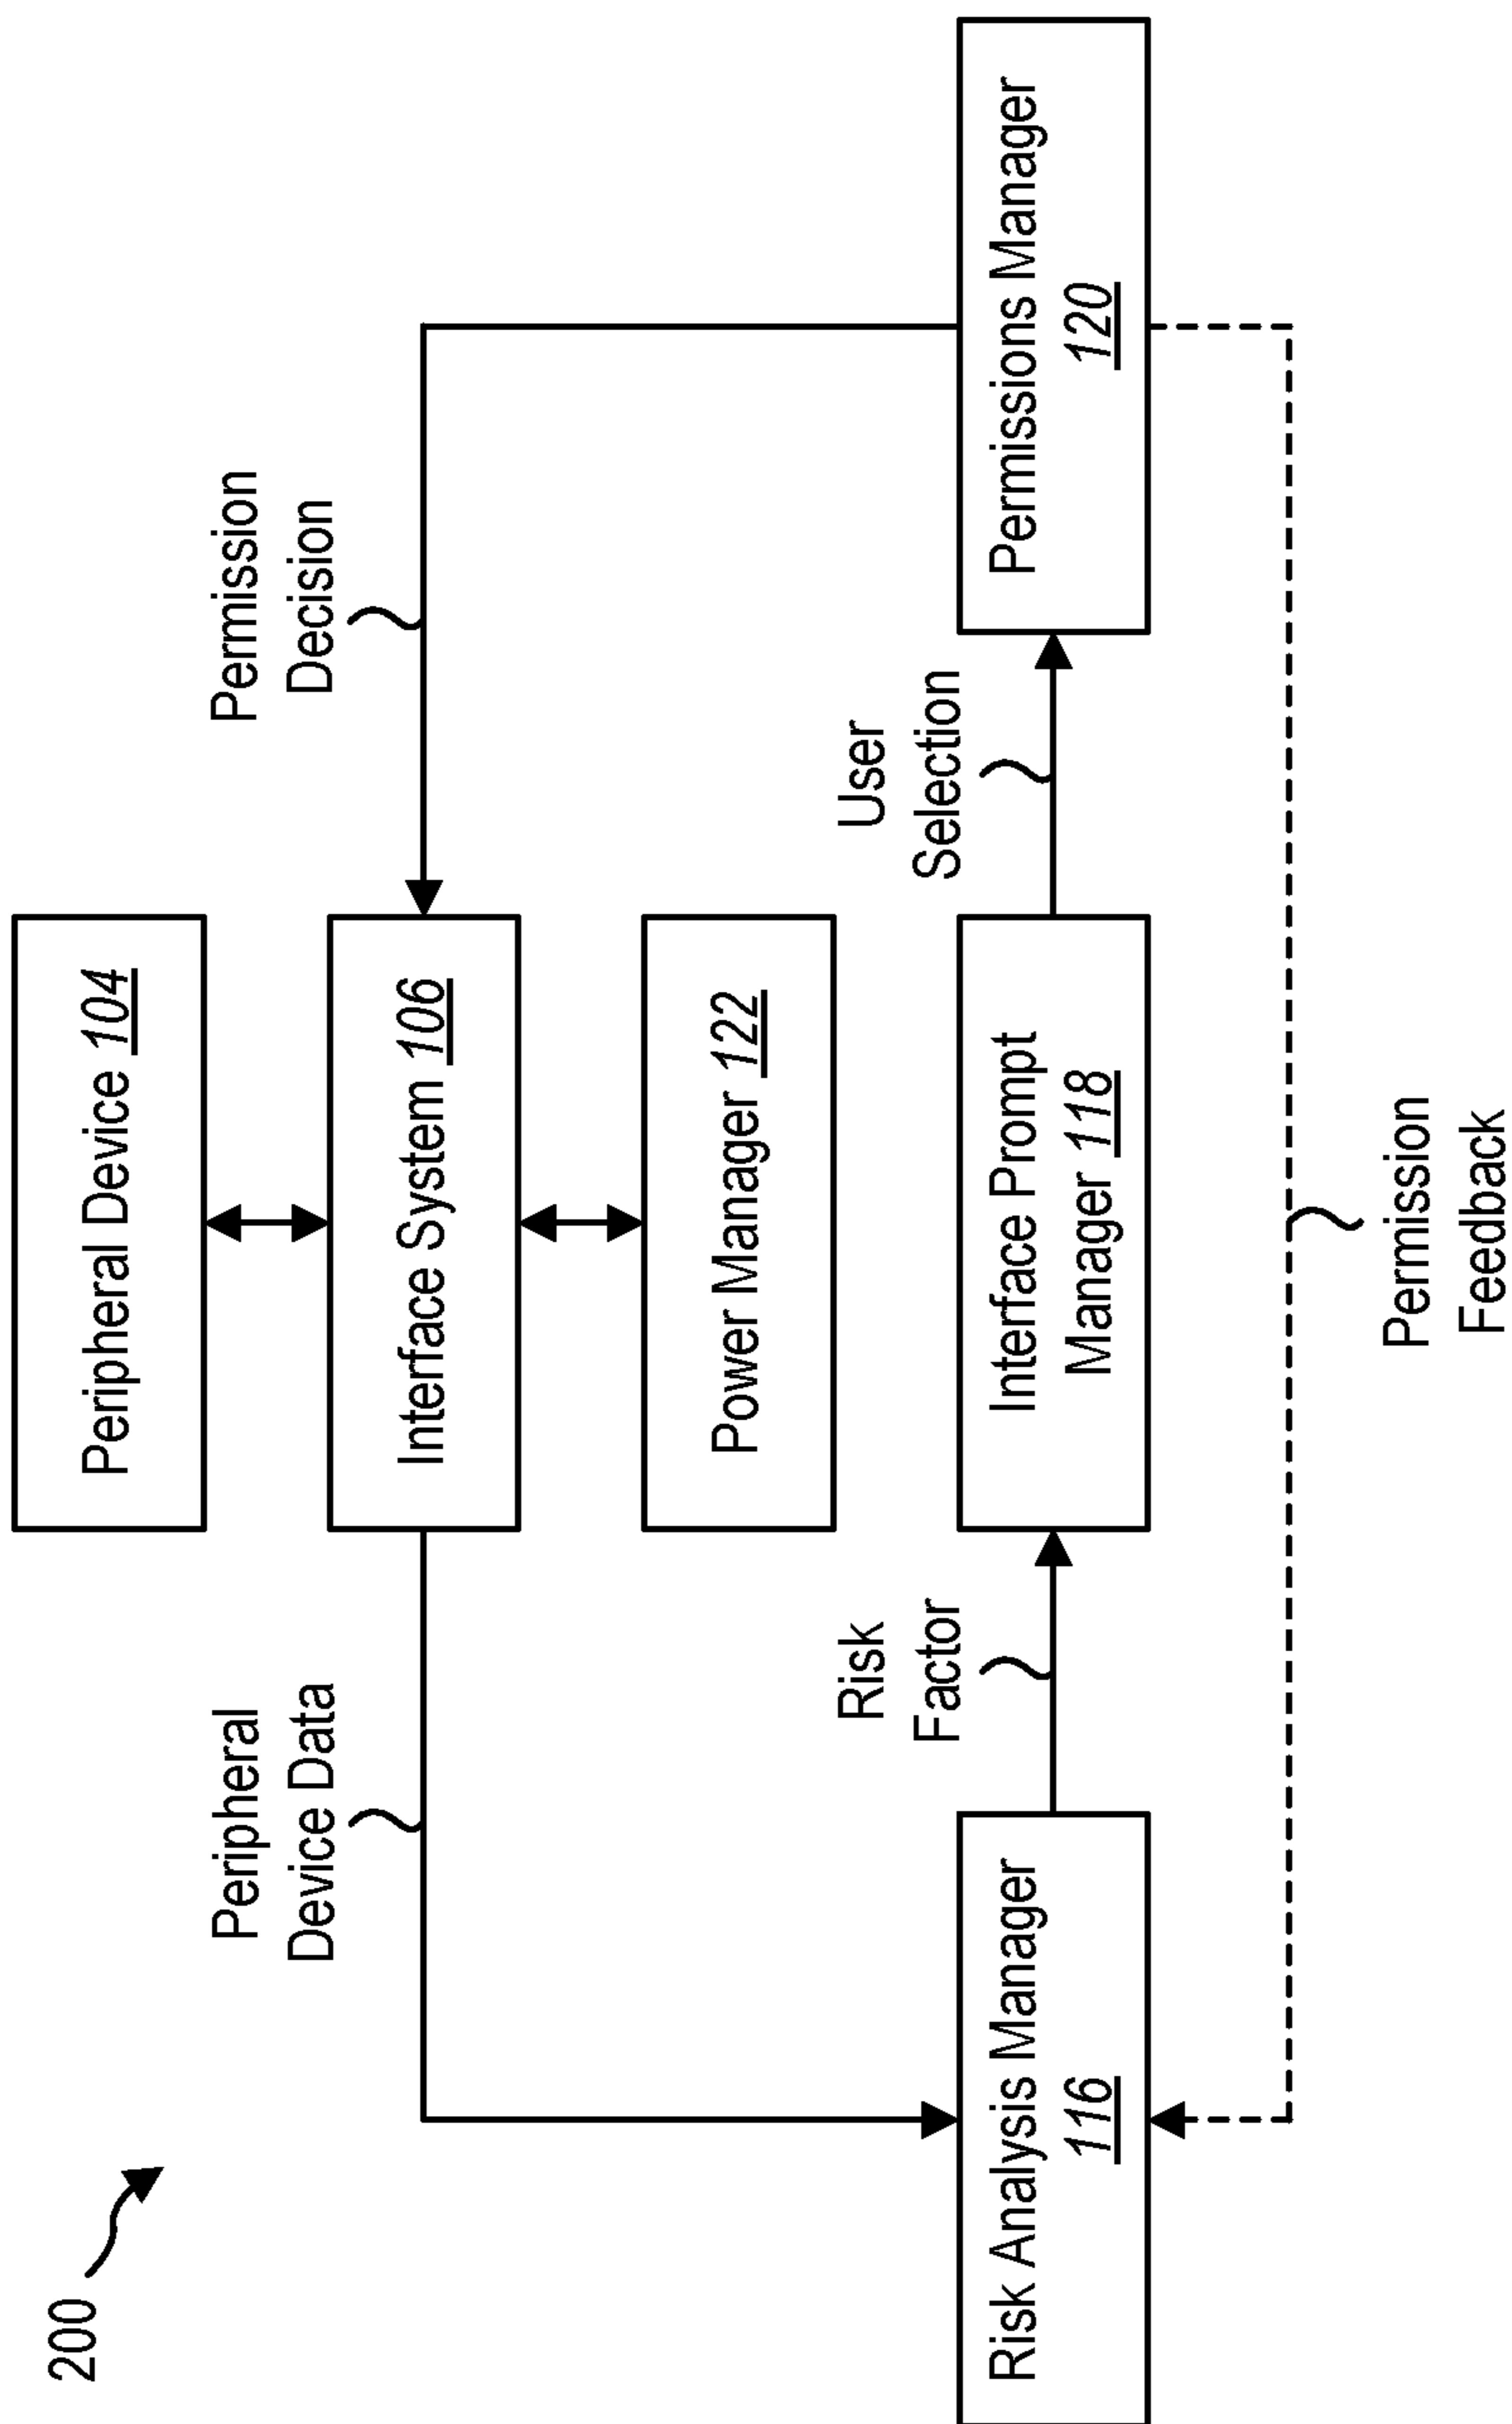 200
Peripheral Device 104
Peripheral
Device Data
Interface System 106
Permission
Decision
Power Manager 122
Risk
Factor
User
Selection
Risk Analysis Manager
116
Interface Prompt
Manager 118
Permissions Manager
120
Permission
Feedback